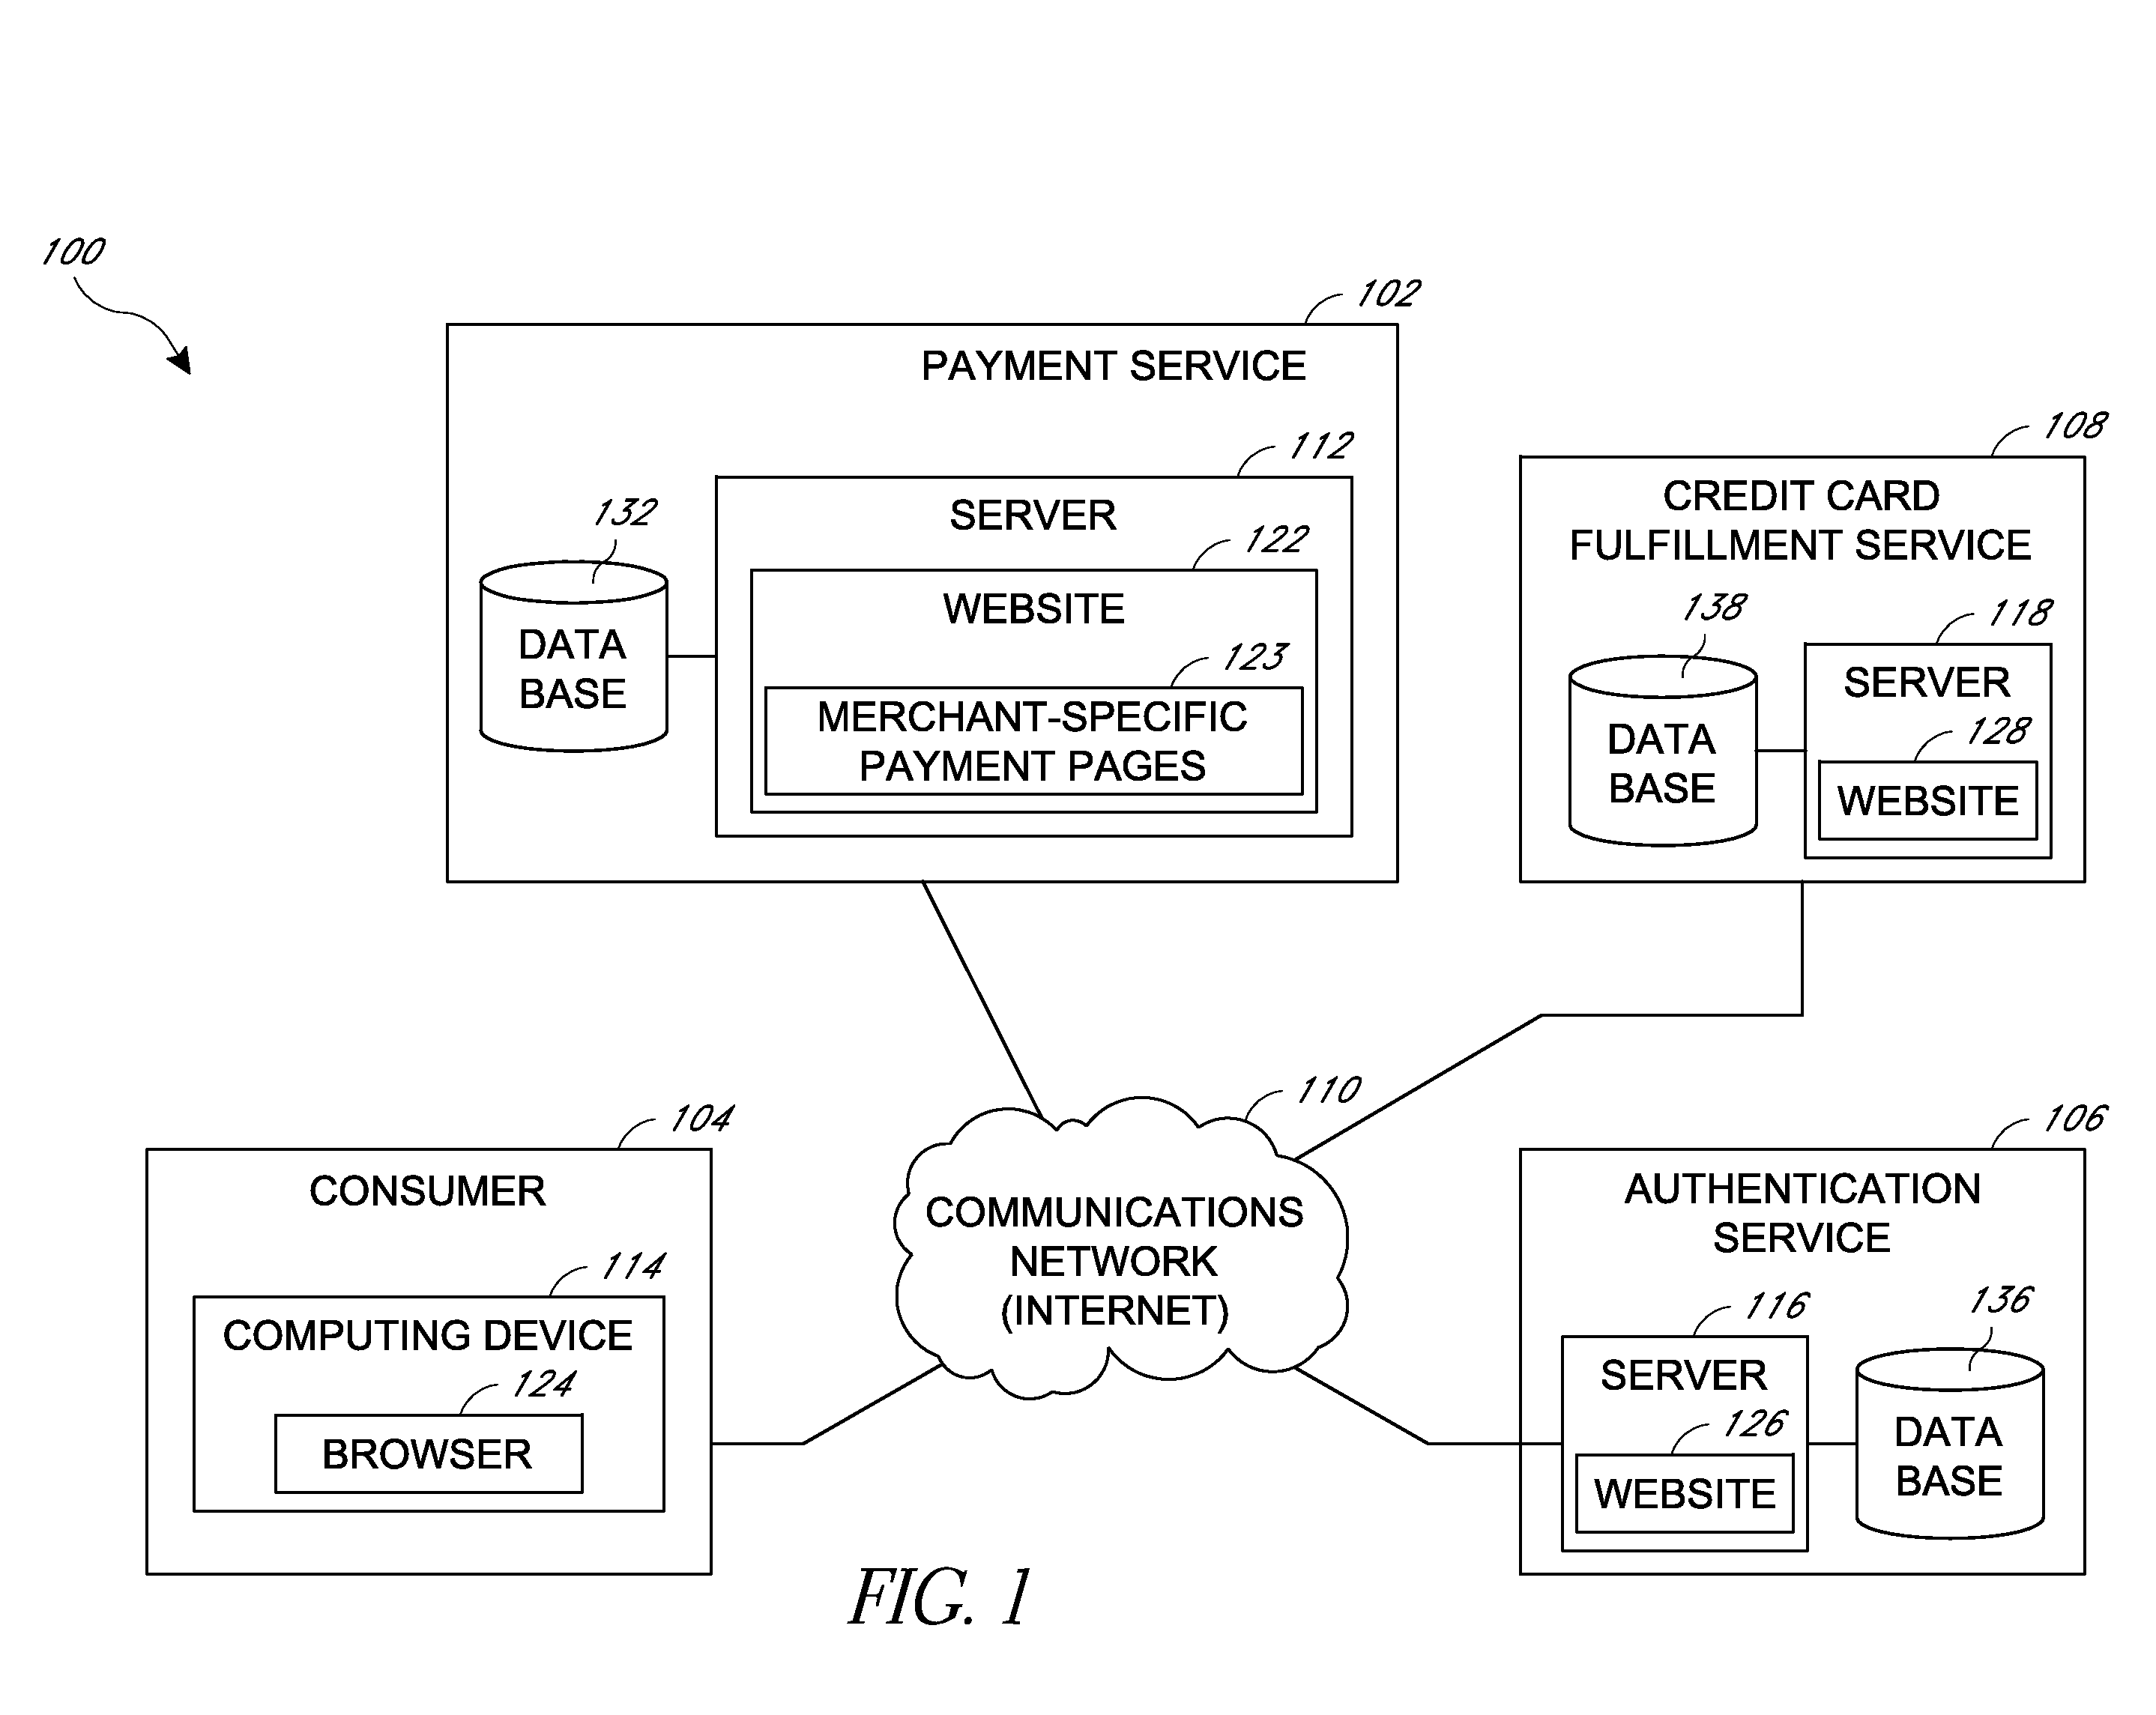 100
102
PAYMENT SERVICE
112
SERVER
132
DATA
BASE
122
WEBSITE
123
MERCHANT-SPECIFIC
PAYMENT PAGES
108
CREDIT CARD
FULFILLMENT SERVICE
138
DATA
BASE
118
SERVER
128
WEBSITE
110
COMMUNICATIONS
NETWORK
(INTERNET)
104
CONSUMER
114
COMPUTING DEVICE
124
BROWSER
106
AUTHENTICATION
SERVICE
116
SERVER
126
WEBSITE
136
DATA
BASE
FIG. 1